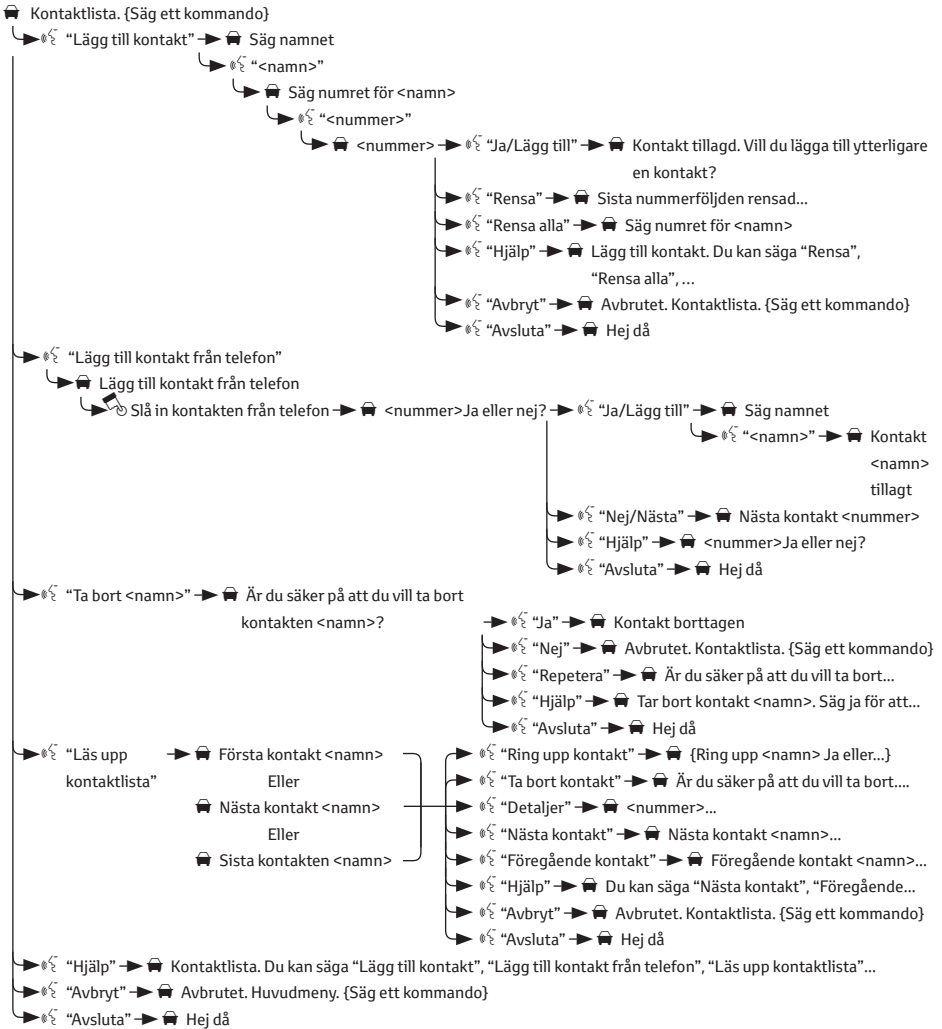 Kontaktlista. {Säg ett kommando}
“Lägg till kontakt” Säg namnet
“<namn>”
Säg numret för <namn>
“<nummer>”
<nummer> “Ja/Lägg till” Kontakt tillagd. Vill du lägga till ytterligare
en kontakt?
“Rensa” Sista nummerföljden rensad...
“Rensa alla” Säg numret för <namn>
“Hjälp” Lägg till kontakt. Du kan säga “Rensa”,
“Rensa alla”, ...
“Avbryt” Avbrutet. Kontaktlista. {Säg ett kommando}
“Avsluta” Hej då
“Lägg till kontakt från telefon”
Lägg till kontakt från telefon
Slå in kontakten från telefon <nummer>Ja eller nej? “Ja/Lägg till” Säg namnet
“<namn>” Kontakt
<namn>
tillagt
“Nej/Nästa” Nästa kontakt <nummer>
“Hjälp” <nummer>Ja eller nej?
“Avsluta” Hej då
“Ta bort <namn>” Är du säker på att du vill ta bort
kontakten <namn>?
“Ja” Kontakt borttagen
“Nej” Avbrutet. Kontaktlista. {Säg ett kommando}
“Repetera” Är du säker på att du vill ta bort...
“Hjälp” Tar bort kontakt <namn>. Säg ja för att...
“Avsluta” Hej då
“Läs upp
kontaktlista”
Första kontakt <namn>
Eller
Nästa kontakt <namn>
Eller
Sista kontakten <namn>
“Ring upp kontakt” {Ring upp <namn> Ja eller...}
“Ta bort kontakt” Är du säker på att du vill ta bort....
“Detaljer” <nummer>...
“Nästa kontakt” Nästa kontakt <namn>...
“Föregående kontakt” Föregående kontakt <namn>...
“Hjälp” Du kan säga “Nästa kontakt”, “Föregående...
“Avbryt” Avbrutet. Kontaktlista. {Säg ett kommando}
“Avsluta” Hej då
“Hjälp” Kontaktlista. Du kan säga “Lägg till kontakt”, “Lägg till kontakt från telefon”, “Läs upp kontaktlista”...
“Avbryt” Avbrutet. Huvudmeny. {Säg ett kommando}
“Avsluta” Hej då